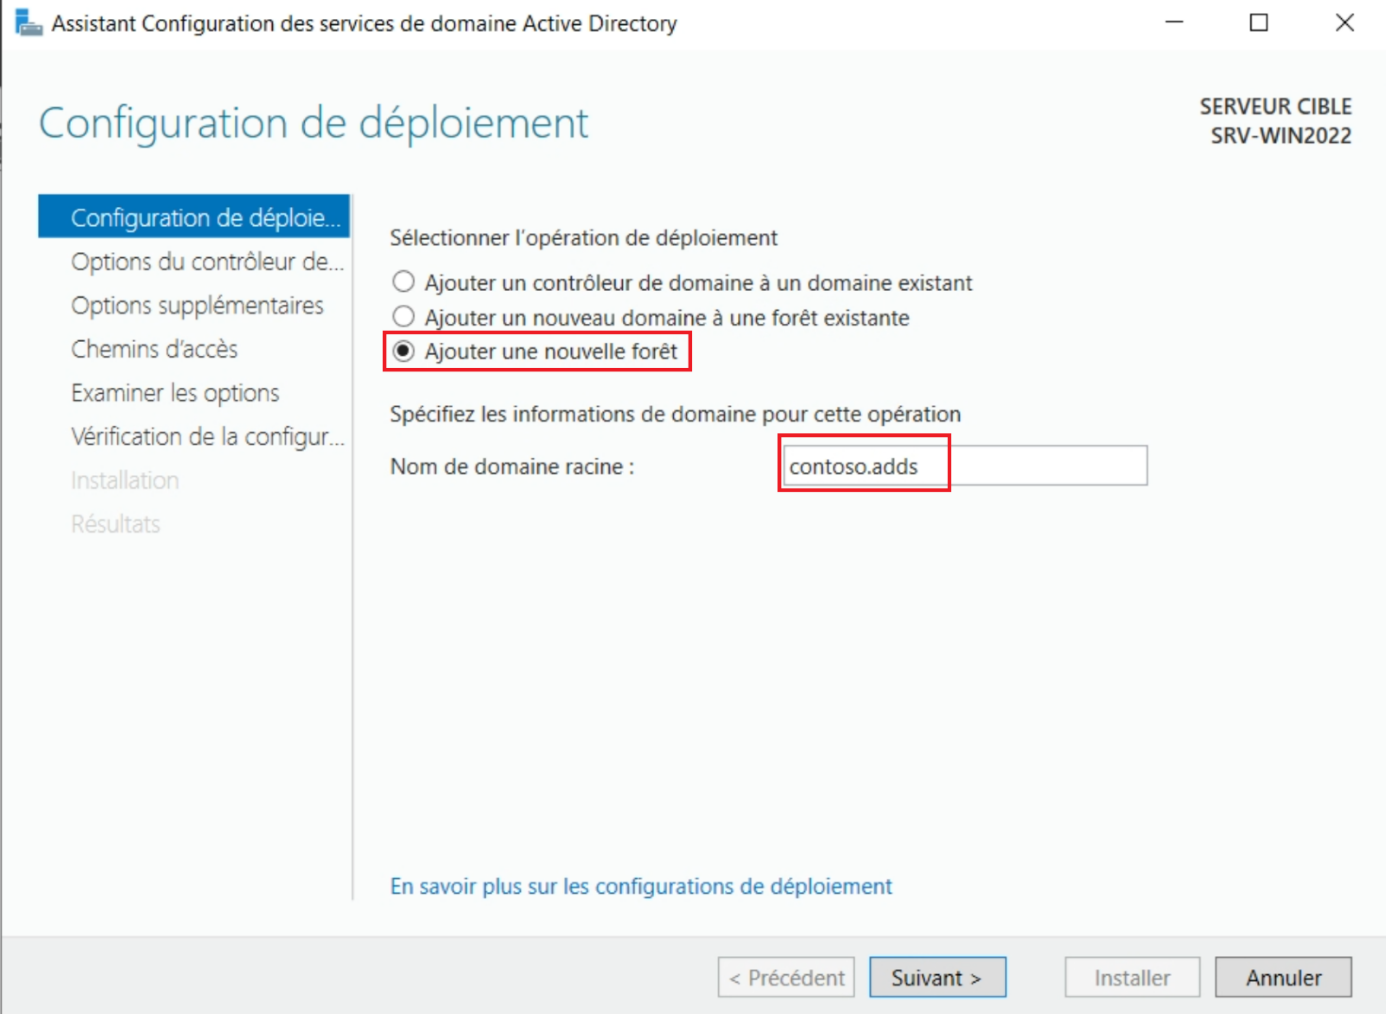 Assistant Configuration des services de domaine Active Directory
Configuration de déploiement
SERVEUR CIBLE
SRV-WIN2022
Configuration de déploie...
Options du contrôleur de...
Options supplémentaires
Chemins d'accès
Examiner les options
Vérification de la configur...
Installation
Résultats
Sélectionner l'opération de déploiement
Ajouter un contrôleur de domaine à un domaine existant
Ajouter un nouveau domaine à une forêt existante
Ajouter une nouvelle forêt
Spécifiez les informations de domaine pour cette opération
Nom de domaine racine : contoso.adds
En savoir plus sur les configurations de déploiement
< Précédent Suivant > Installer Annuler